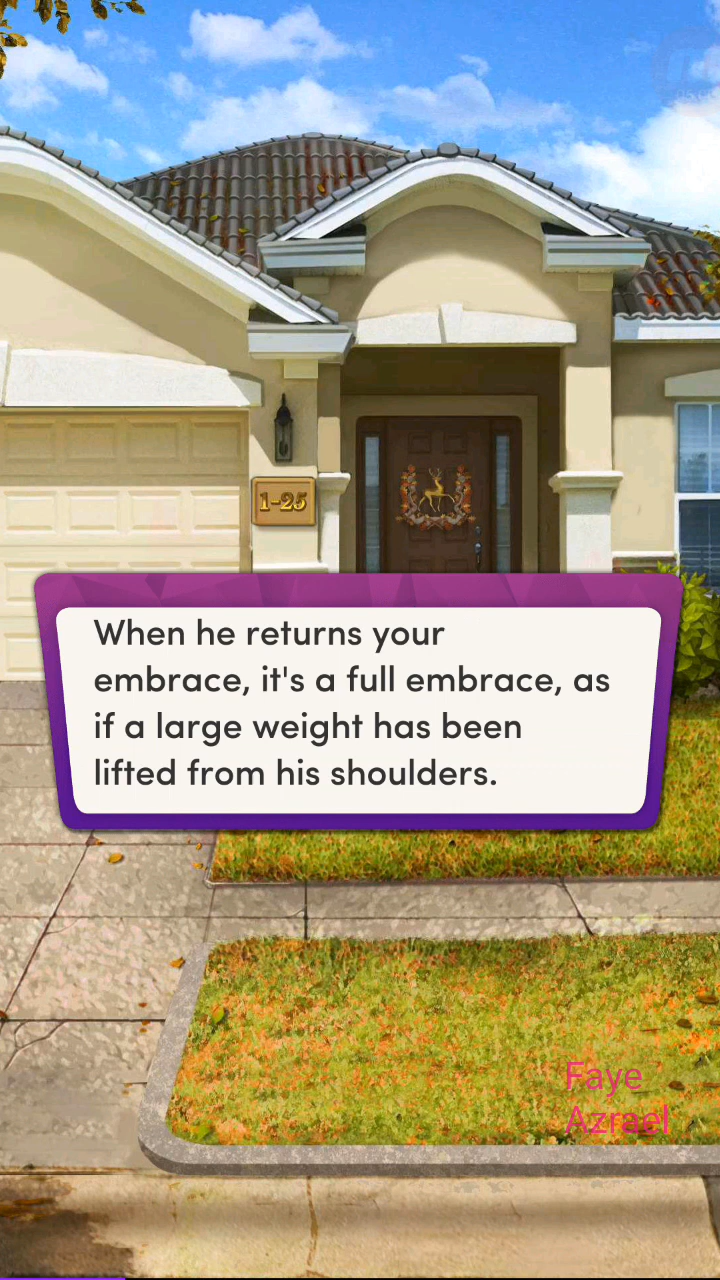 1-25
When he returns your
embrace, it's a full embrace, as
if a large weight has been
lifted from his shoulders.
Faye
Azrael